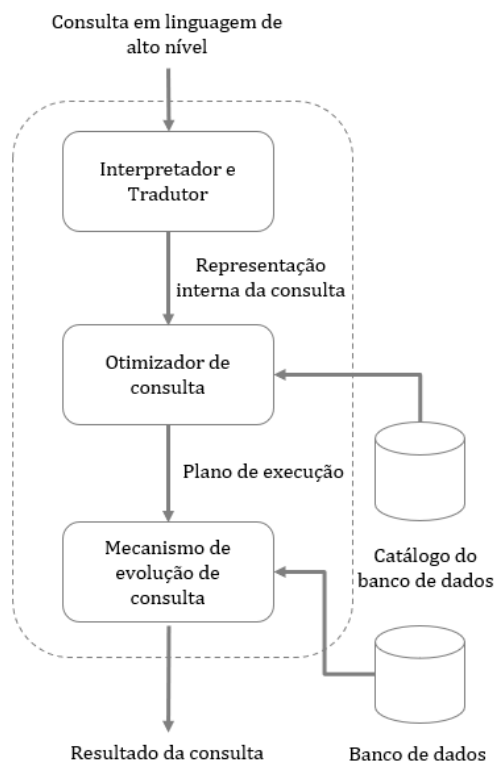 Consulta em linguagem de
alto nível
Interpretador e
Tradutor
Representação
interna da consulta
Otimizador de
consulta
Plano de execução
Catálogo do
banco de dados
Mecanismo de
evolução de
consulta
Resultado da consulta
Banco de dados